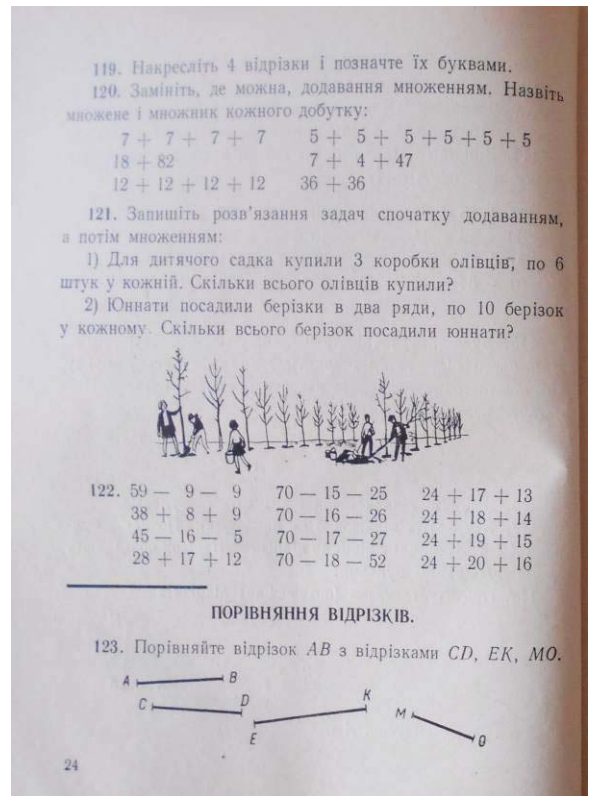 119. Накресліть 4 відрізки і позначте їх буквами.
120. Замініть, де можна, додавання множенням. Назвіть
множене і множник кожного добутку:
7 + 7 + 7 + 7 5 + 5 + 5 + 5 + 5 + 5
18 + 82 7 + 4 + 47
12 + 12 + 12 + 12 36 + 36
121. Запишіть розв'язання задач спочатку додаванням,
а потім множенням:
1) Для дитячого садка купили 3 коробки олівців, по 6
штук у кожній. Скільки всього олівців купили?
2) Юннати посадили берізки в два ряди, по 10 берізок
у кожному. Скільки всього берізок посадили юннати?
122. 59 — 9 — 9 70 — 15 — 25 24 + 17 + 13
38 + 8 + 9 70 — 16 — 26 24 + 18 + 14
45 — 16 — 5 70 — 17 — 27 24 + 19 + 15
28 + 17 + 12 70 — 18 — 52 24 + 20 + 16
ПОРІВНЯННЯ ВІДРІЗКІВ.
123. Порівняйте відрізок AB з відрізками CD, EK, MO.
A B
C D
E K
M O
24